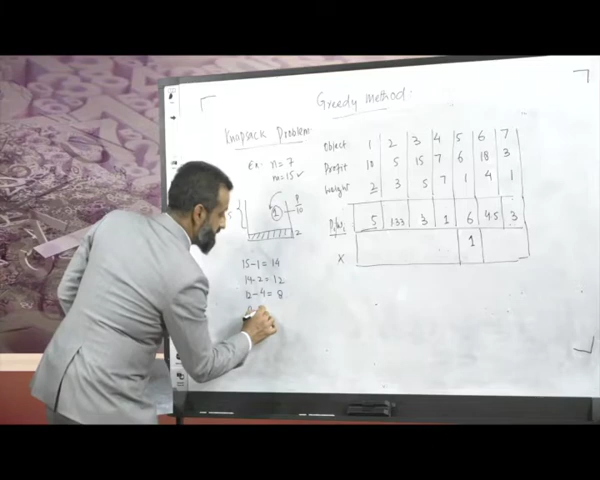 Greedy method.
Knapsack Problem.
Ex:- n=7
m=15 ✓
Object 1 2 3 4 5 6 7
Profit 10 5 15 7 6 18 3
Weight 2 3 5 7 1 4 1
5 1.33 3 1 6 4.5 3
x 1
1
2
15-1=14
14-2=12
12-4=8